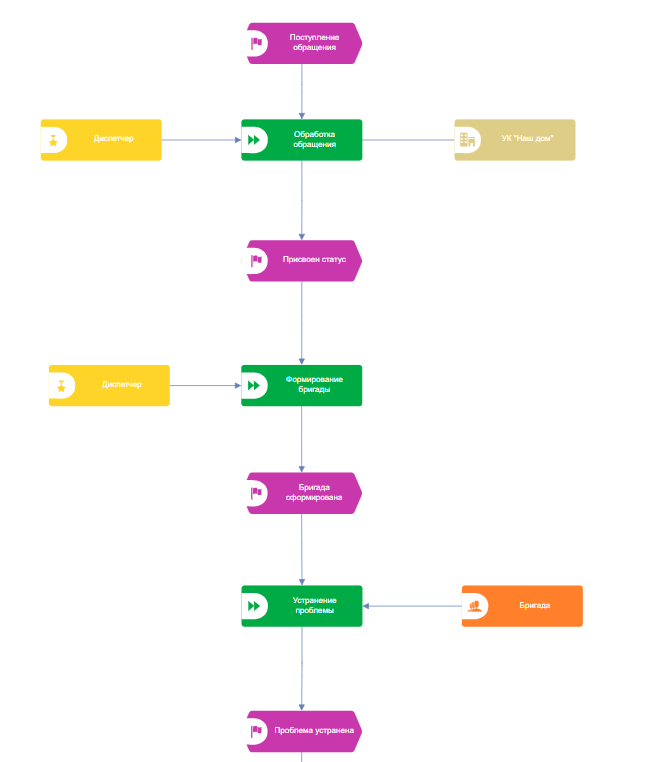 Поступление
обращения
Диспетчер
Обработка
обращения
УК "Наш дом"
Присвоен статус
Диспетчер
Формирование
бригады
Бригада
сформирована
Устранение
проблемы
Бригада
Проблема устранена